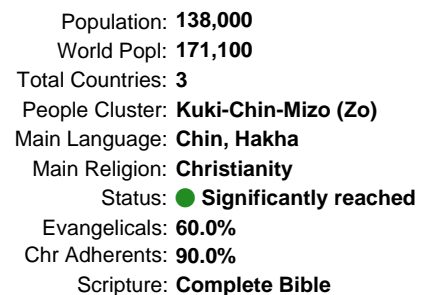 Population: 138,000
World Popl: 171,100
Total Countries: 3
People Cluster: Kuki-Chin-Mizo (Zo)
Main Language: Chin, Hakha
Main Religion: Christianity
Status: Significantly reached
Evangelicals: 60.0%
Chr Adherents: 90.0%
Scripture: Complete Bible